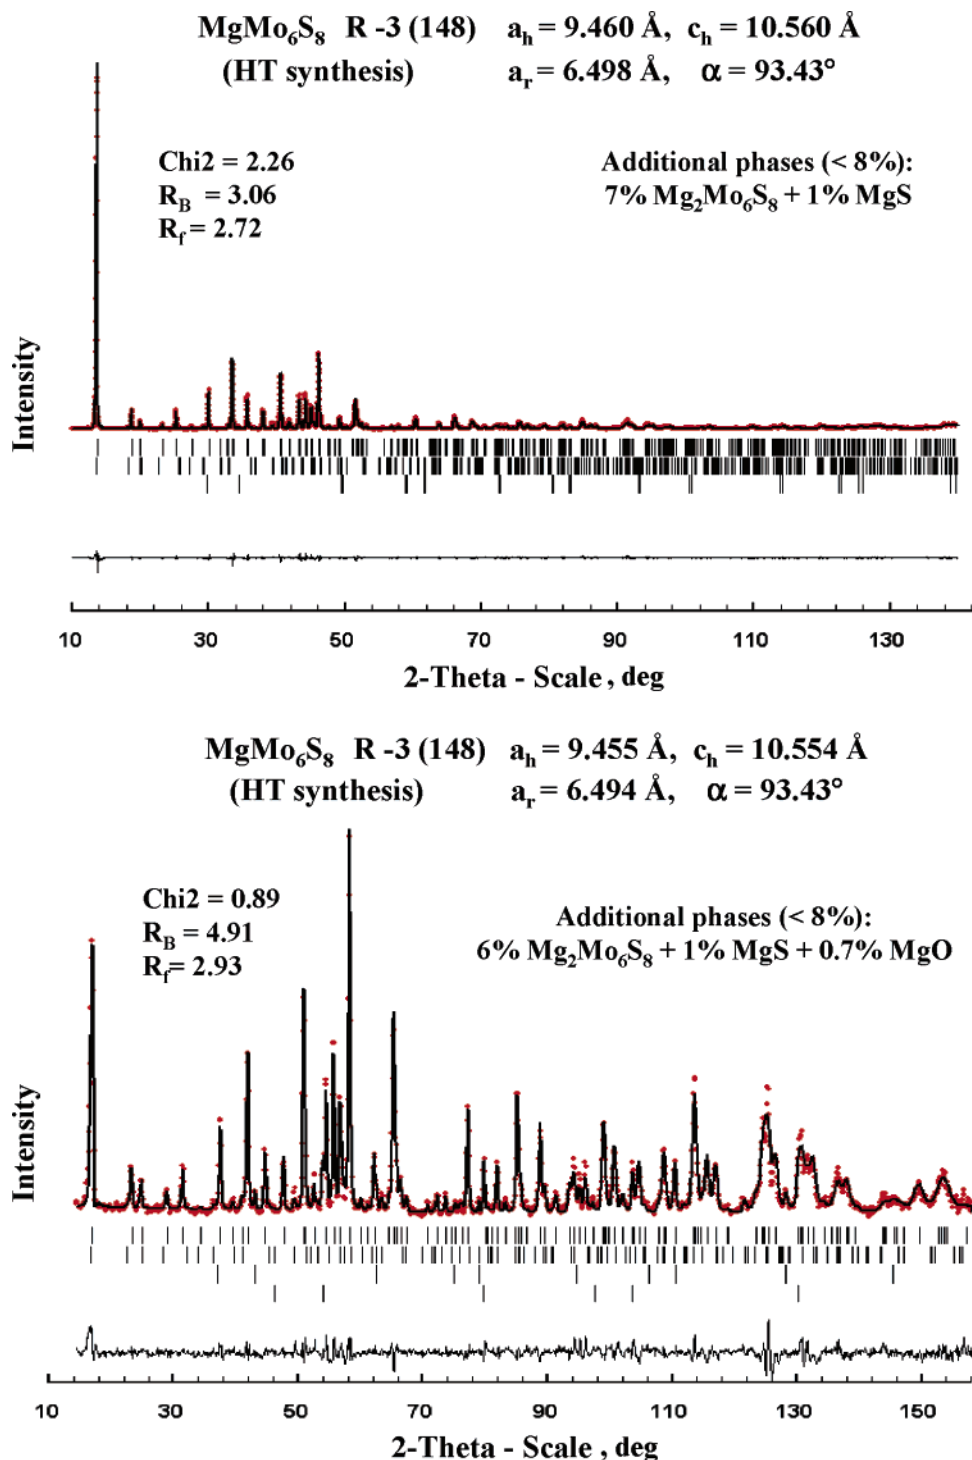 MgMo₆S₈ R -3 (148) aₕ = 9.460 Å, cₕ = 10.560 Å
(HT synthesis) aᵣ = 6.498 Å, α = 93.43°
Chi2 = 2.26
R_B = 3.06
R_f = 2.72
Additional phases (< 8%):
7% Mg₂Mo₆S₈ + 1% MgS
Intensity
10 30 50 70 90 110 130
2-Theta - Scale , deg
MgMo₆S₈ R -3 (148) aₕ = 9.455 Å, cₕ = 10.554 Å
(HT synthesis) aᵣ = 6.494 Å, α = 93.43°
Chi2 = 0.89
R_B = 4.91
R_f= 2.93
Additional phases (< 8%):
6% Mg₂Mo₆S₈ + 1% MgS + 0.7% MgO
Intensity
10 30 50 70 90 110 130 150
2-Theta - Scale , deg